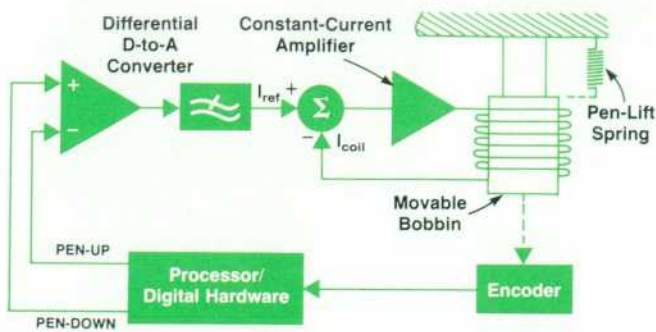 Differential
D-to-A
Converter
Constant-Current
Amplifier
+
−
I_ref
+
Σ
−
I_coil
Pen-Lift
Spring
Movable
Bobbin
PEN-UP
Processor/
Digital Hardware
Encoder
PEN-DOWN